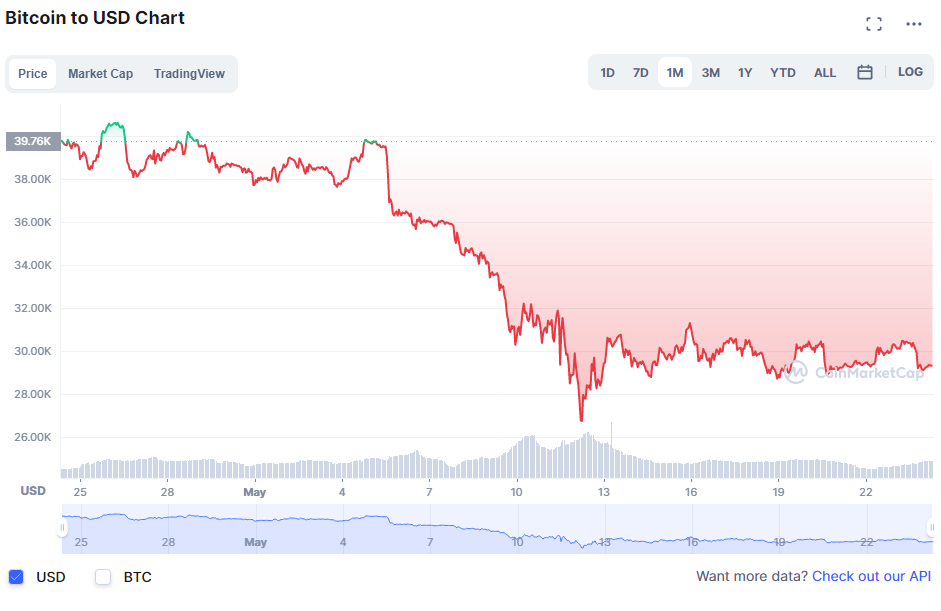 Bitcoin to USD Chart
Price Market Cap TradingView
1D 7D 1M 3M 1Y YTD ALL LOG
39.76K
38.00K
36.00K
34.00K
32.00K
30.00K
28.00K
CoinMarketCap
26.00K
USD 25 28 May 4 7 10 13 16 19 22
25 28 May 4 7 10 13 16 19 22
USD BTC
Want more data? Check out our API